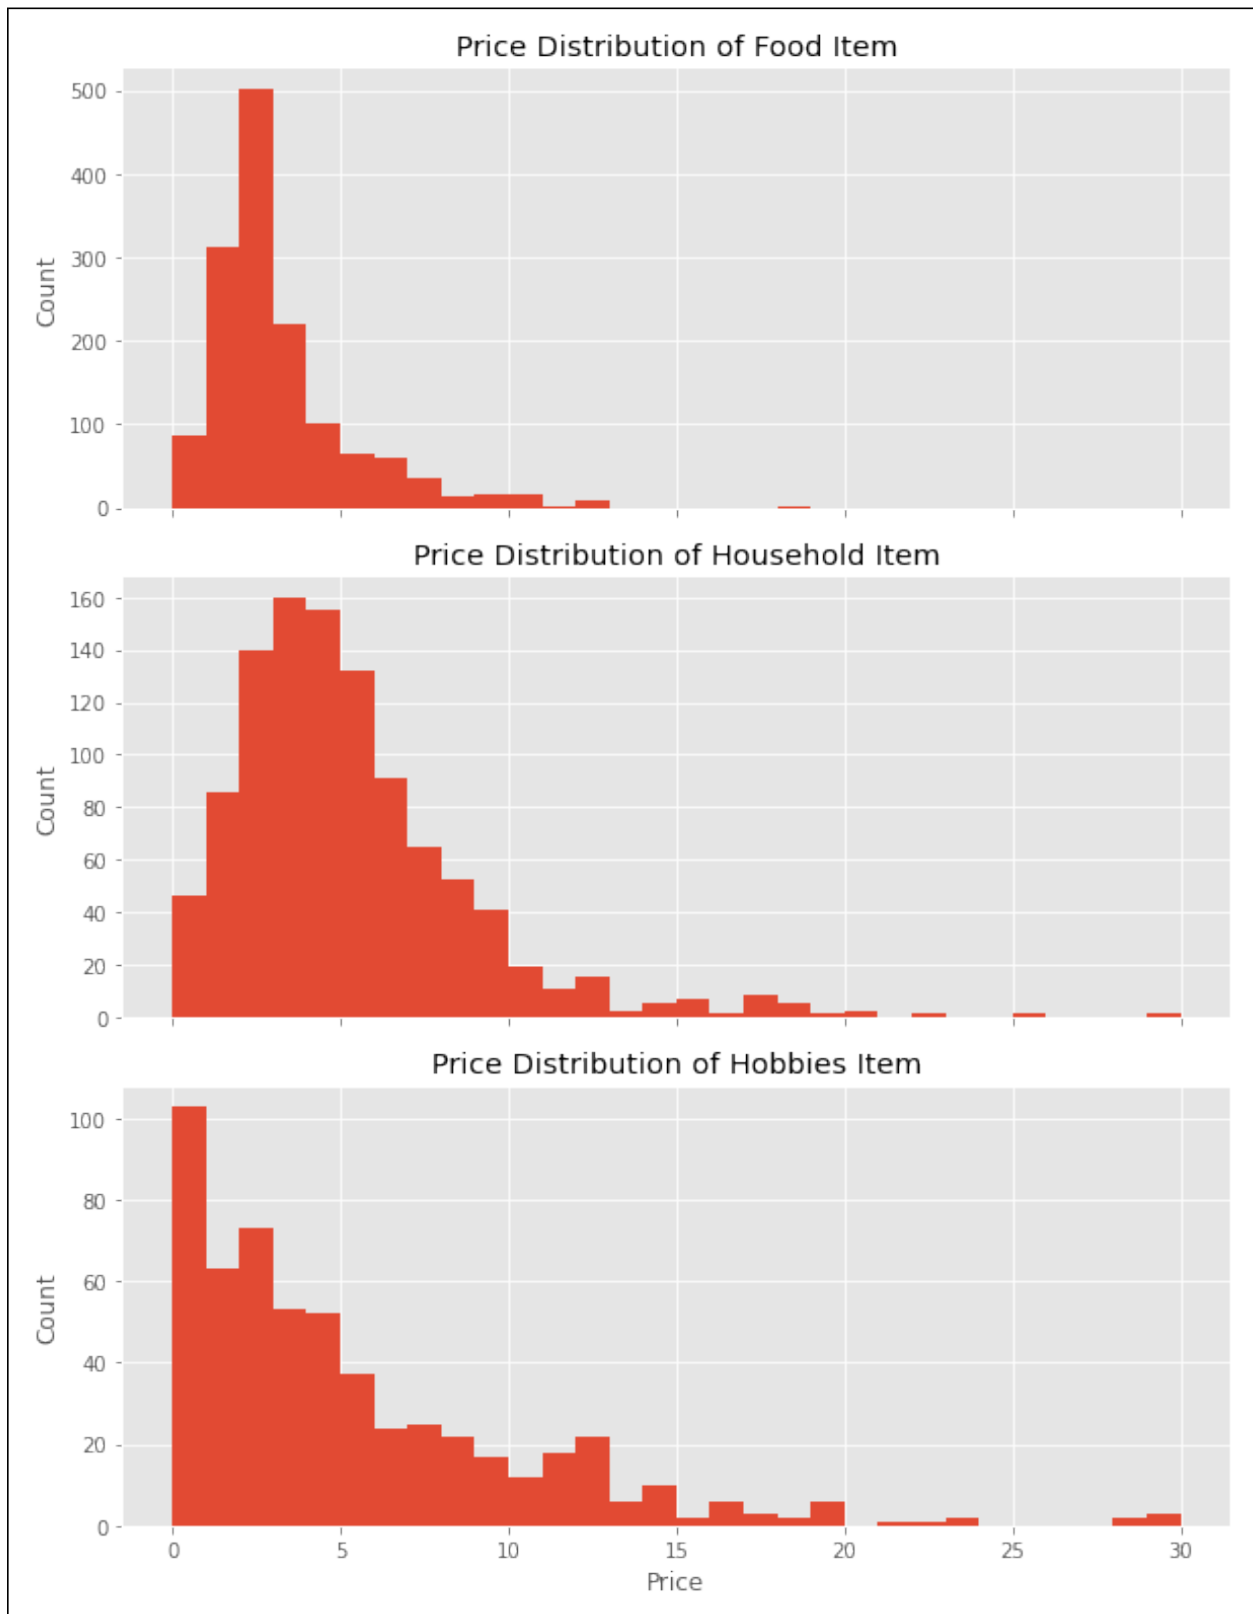 Price Distribution of Food Item
500
400
300
200
100
0
Count
Price Distribution of Household Item
160
140
120
100
80
60
40
20
0
Count
Price Distribution of Hobbies Item
100
80
60
40
20
0
Count
0 5 10 15 20 25 30
Price